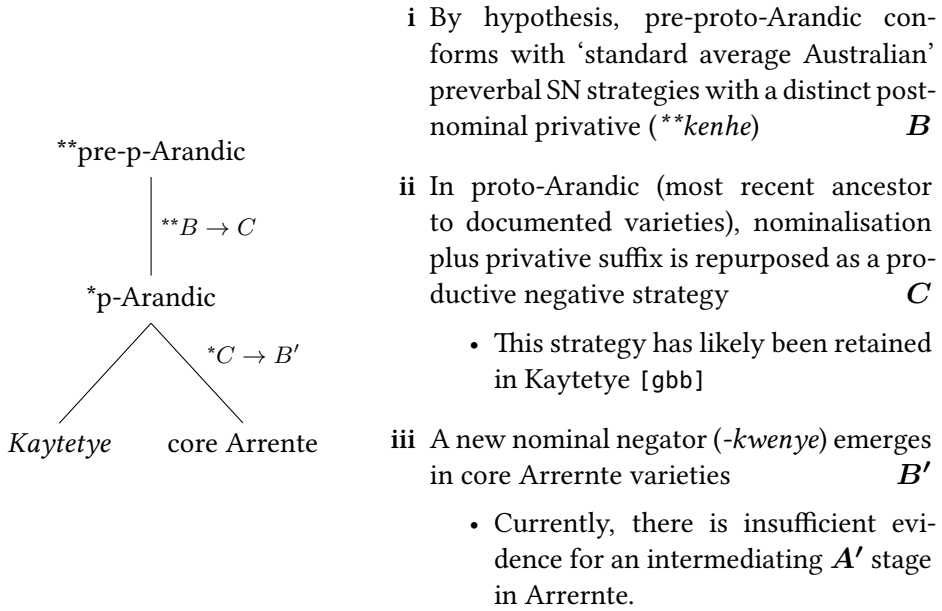 **pre-p-Arandic
**B → C
*p-Arandic
*C → B′
Kaytetye core Arrente
i By hypothesis, pre-proto-Arandic con-
forms with ‘standard average Australian’
preverbal SN strategies with a distinct post-
nominal privative (**kenhe) B
ii In proto-Arandic (most recent ancestor
to documented varieties), nominalisation
plus privative suffix is repurposed as a pro-
ductive negative strategy C
• This strategy has likely been retained
in Kaytetye [gbb]
iii A new nominal negator (-kwenye) emerges
in core Arrernte varieties B′
• Currently, there is insufficient evi-
dence for an intermediating A′ stage
in Arrernte.